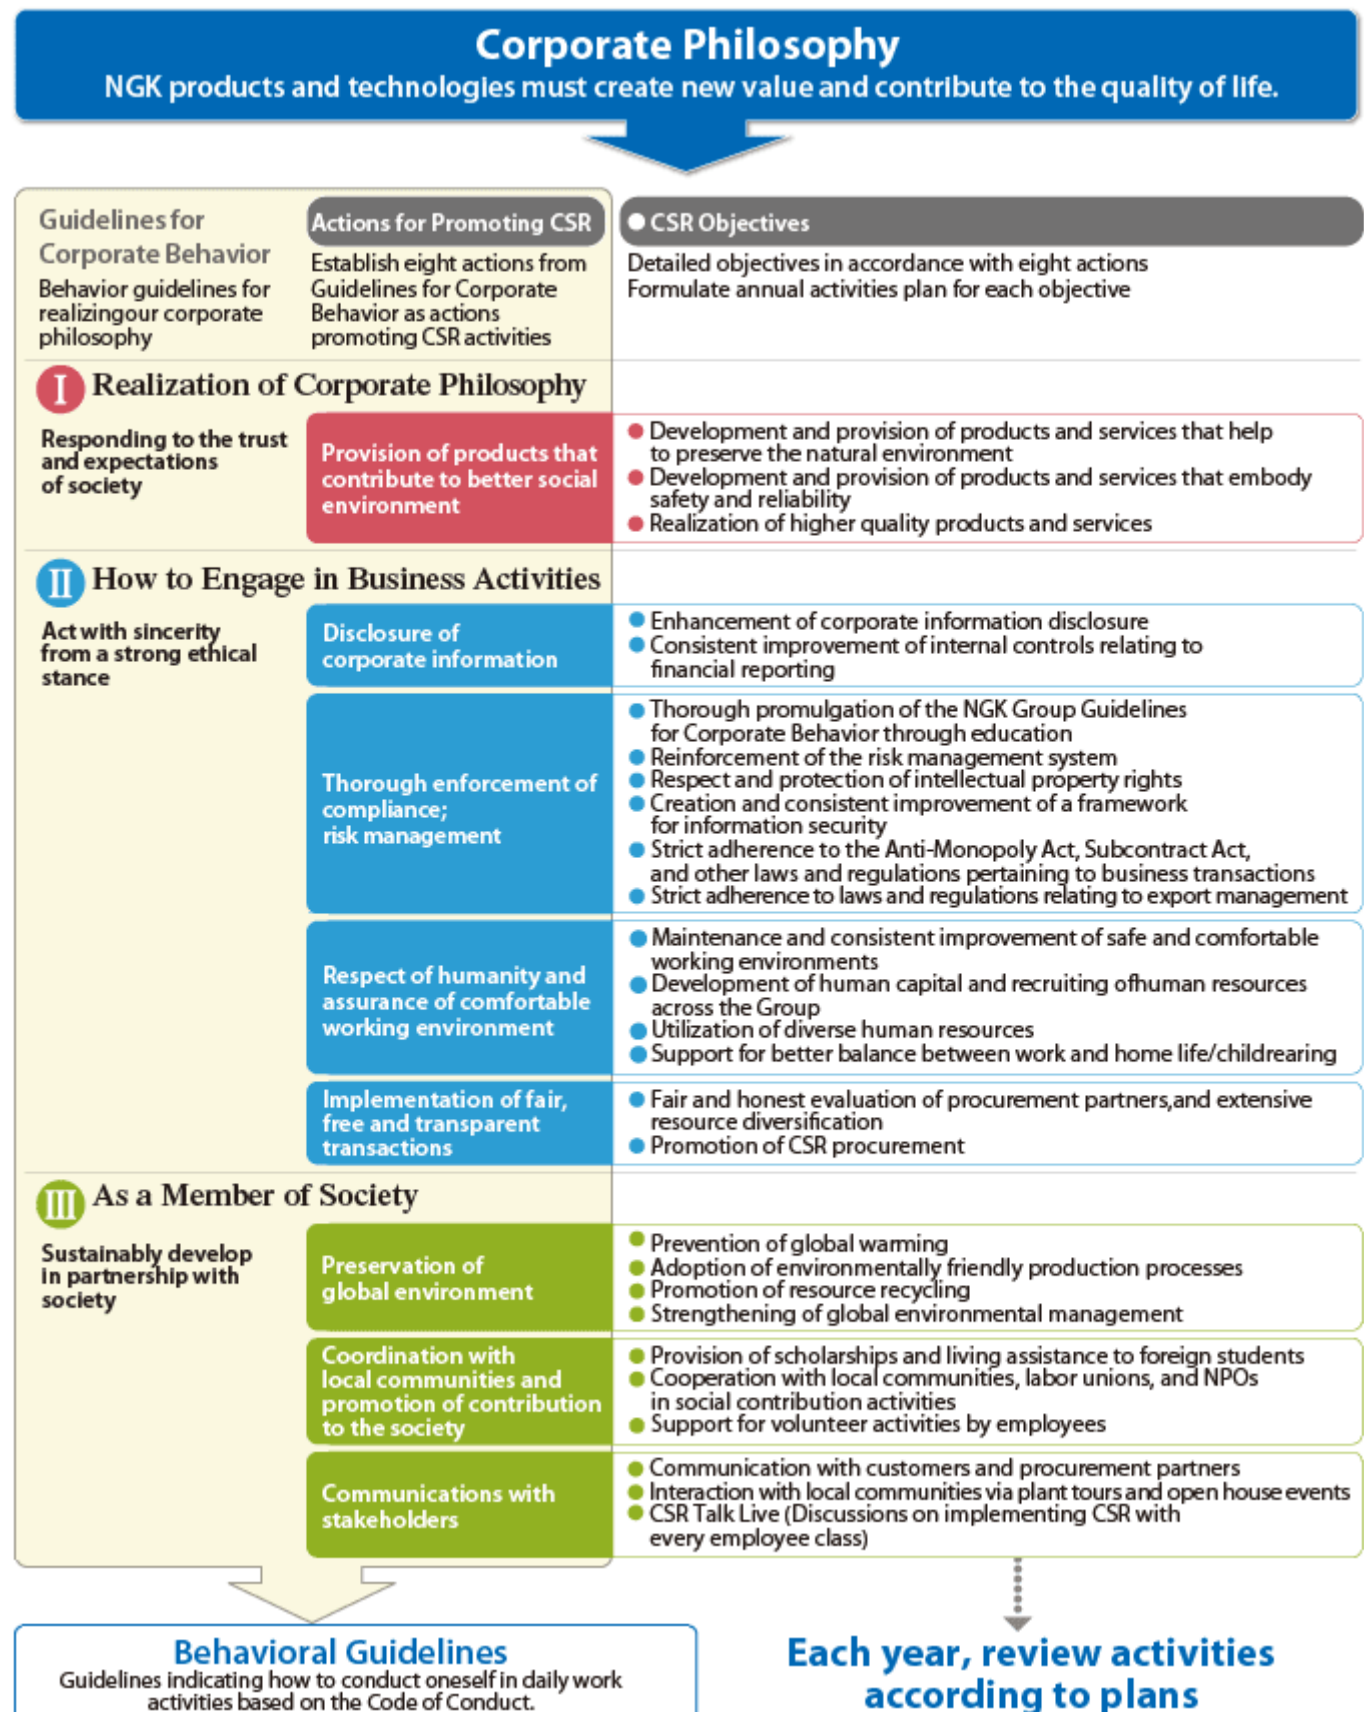 Corporate Philosophy
NGK products and technologies must create new value and contribute to the quality of life.
Guidelines for
Corporate Behavior
Behavior guidelines for
realizingour corporate
philosophy
Actions for Promoting CSR
Establish eight actions from
Guidelines for Corporate
Behavior as actions
promoting CSR activities
● CSR Objectives
Detailed objectives in accordance with eight actions
Formulate annual activities plan for each objective
I Realization of Corporate Philosophy
Responding to the trust
and expectations
of society
Provision of products that
contribute to better social
environment
● Development and provision of products and services that help
to preserve the natural environment
● Development and provision of products and services that embody
safety and reliability
● Realization of higher quality products and services
II How to Engage in Business Activities
Act with sincerity
from a strong ethical
stance
Disclosure of
corporate information
● Enhancement of corporate information disclosure
● Consistent improvement of internal controls relating to
financial reporting
Thorough enforcement of
compliance;
risk management
● Thorough promulgation of the NGK Group Guidelines
for Corporate Behavior through education
● Reinforcement of the risk management system
● Respect and protection of intellectual property rights
● Creation and consistent improvement of a framework
for information security
● Strict adherence to the Anti-Monopoly Act, Subcontract Act,
and other laws and regulations pertaining to business transactions
● Strict adherence to laws and regulations relating to export management
Respect of humanity and
assurance of comfortable
working environment
● Maintenance and consistent improvement of safe and comfortable
working environments
● Development of human capital and recruiting ofhuman resources
across the Group
● Utilization of diverse human resources
● Support for better balance between work and home life/childrearing
Implementation of fair,
free and transparent
transactions
● Fair and honest evaluation of procurement partners,and extensive
resource diversification
● Promotion of CSR procurement
III As a Member of Society
Sustainably develop
in partnership with
society
Preservation of
global environment
● Prevention of global warming
● Adoption of environmentally friendly production processes
● Promotion of resource recycling
● Strengthening of global environmental management
Coordination with
local communities and
promotion of contribution
to the society
● Provision of scholarships and living assistance to foreign students
● Cooperation with local communities, labor unions, and NPOs
in social contribution activities
● Support for volunteer activities by employees
Communications with
stakeholders
● Communication with customers and procurement partners
● Interaction with local communities via plant tours and open house events
● CSR Talk Live (Discussions on implementing CSR with
every employee class)
Behavioral Guidelines
Guidelines indicating how to conduct oneself in daily work
activities based on the Code of Conduct.
Each year, review activities
according to plans